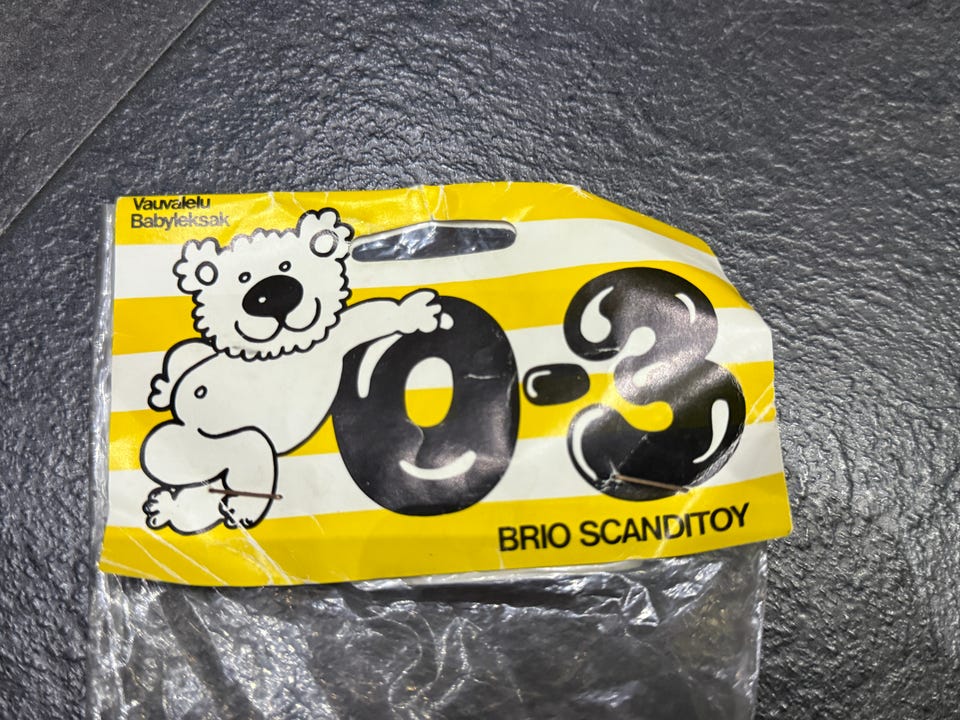 Vauvalelu
Babyleksak
0-3
BRIO SCANDITOY